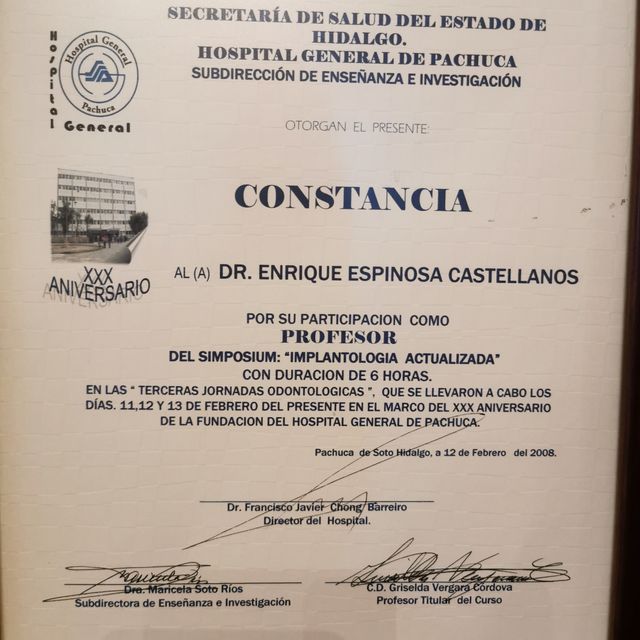 SECRETARÍA DE SALUD DEL ESTADO DE
HIDALGO.
HOSPITAL GENERAL DE PACHUCA
SUBDIRECCIÓN DE ENSEÑANZA E INVESTIGACIÓN
Hospital
General
Hospital General
Pachuca
OTORGAN EL PRESENTE:
CONSTANCIA
XXX
ANIVERSARIO
AL (A) DR. ENRIQUE ESPINOSA CASTELLANOS
POR SU PARTICIPACION COMO
PROFESOR
DEL SIMPOSIUM: “IMPLANTOLOGIA ACTUALIZADA”
CON DURACION DE 6 HORAS.
EN LAS “ TERCERAS JORNADAS ODONTOLOGICAS ”, QUE SE LLEVARON A CABO LOS
DÍAS. 11,12 Y 13 DE FEBRERO DEL PRESENTE EN EL MARCO DEL XXX ANIVERSARIO
DE LA FUNDACION DEL HOSPITAL GENERAL DE PACHUCA.
Pachuca de Soto Hidalgo, a 12 de Febrero del 2008.
Dr. Francisco Javier Chong Barreiro
Director del Hospital.
Dra. Maricela Soto Ríos
Subdirectora de Enseñanza e Investigación
C.D. Griselda Vergara Córdova
Profesor Titular del Curso